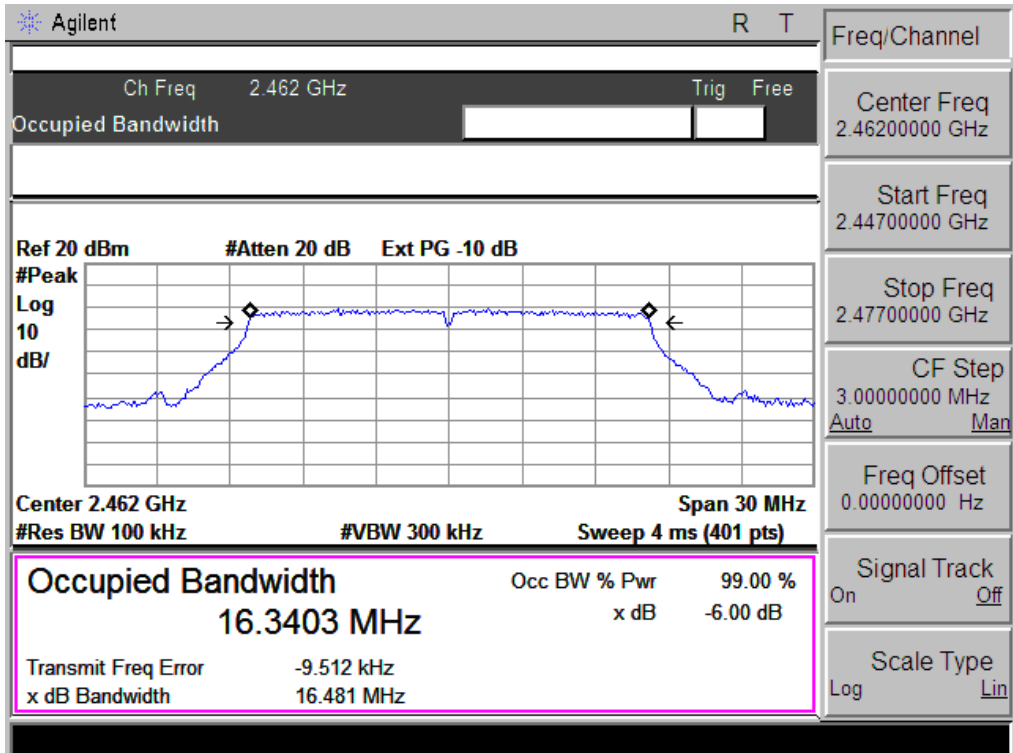 Agilent R T
Freq/Channel
Ch Freq 2.462 GHz Trig Free
Occupied Bandwidth
Center Freq
2.46200000 GHz
Start Freq
2.44700000 GHz
Stop Freq
2.47700000 GHz
CF Step
3.00000000 MHz
Auto Man
Freq Offset
0.00000000 Hz
Signal Track
On Off
Scale Type
Log Lin
Ref 20 dBm #Atten 20 dB Ext PG -10 dB
#Peak
Log
10
dB/
Center 2.462 GHz Span 30 MHz
#Res BW 100 kHz #VBW 300 kHz Sweep 4 ms (401 pts)
Occupied Bandwidth Occ BW % Pwr 99.00 %
16.3403 MHz x dB -6.00 dB
Transmit Freq Error -9.512 kHz
x dB Bandwidth 16.481 MHz